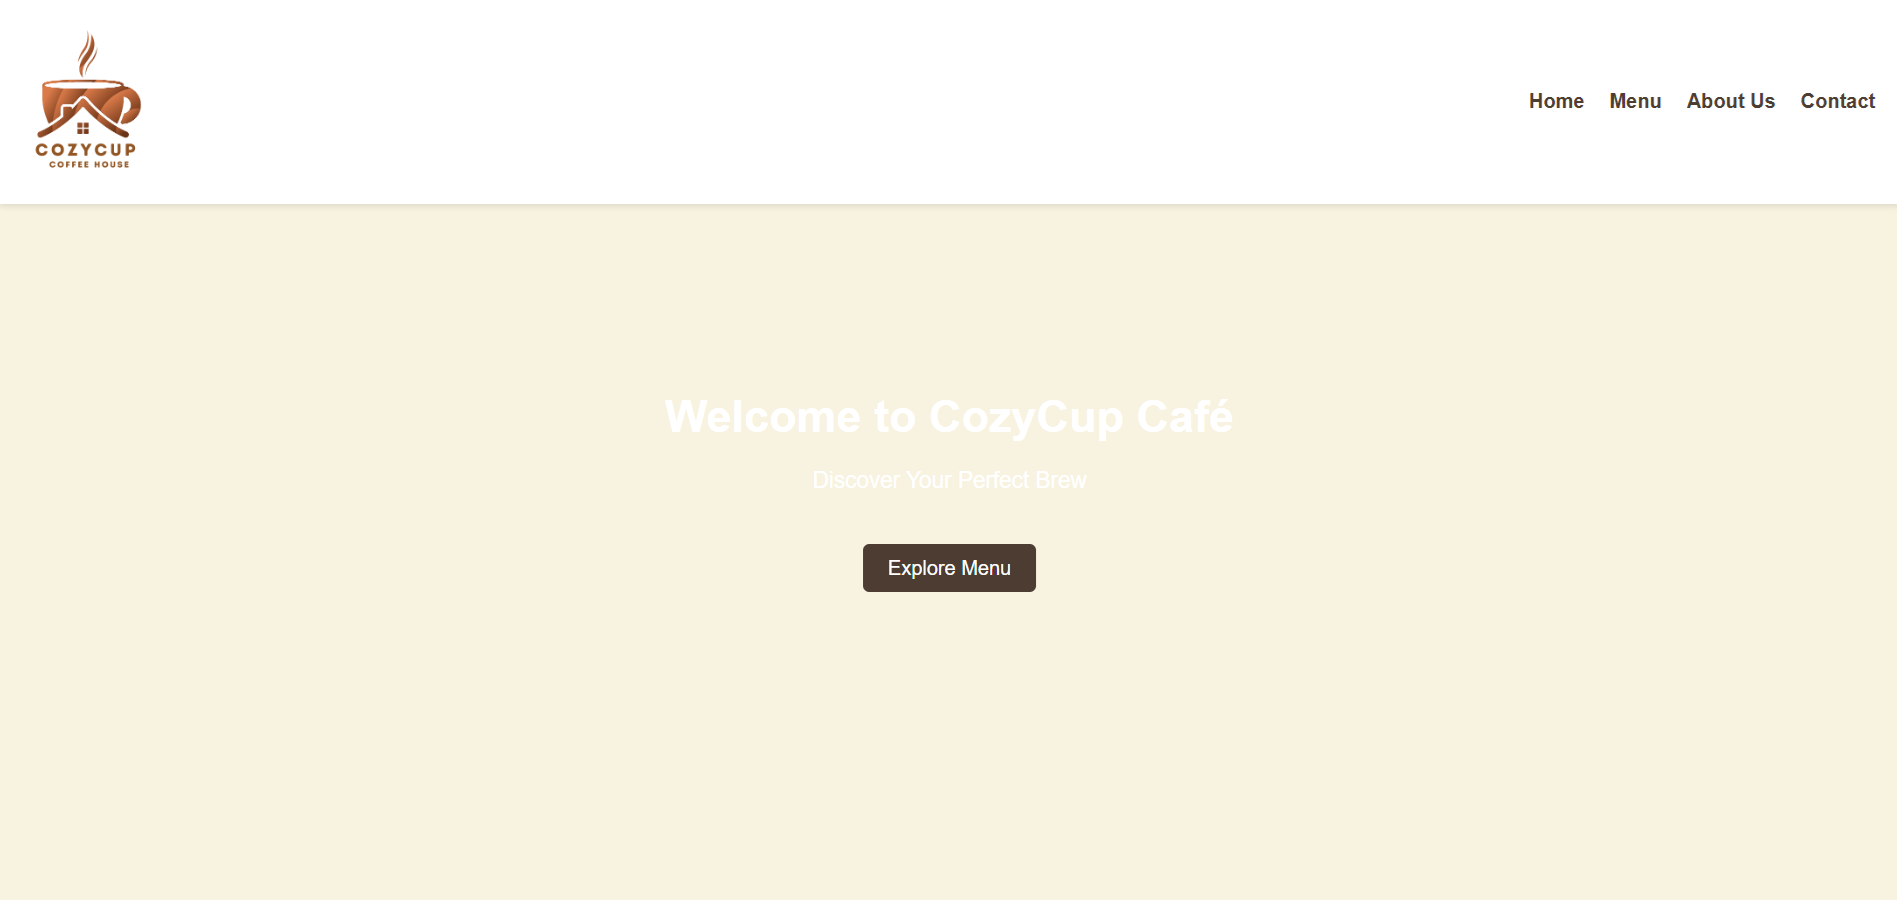 COZYCUP
COFFEE HOUSE
Home Menu About Us Contact
Welcome to CozyCup Café
Discover Your Perfect Brew
Explore Menu